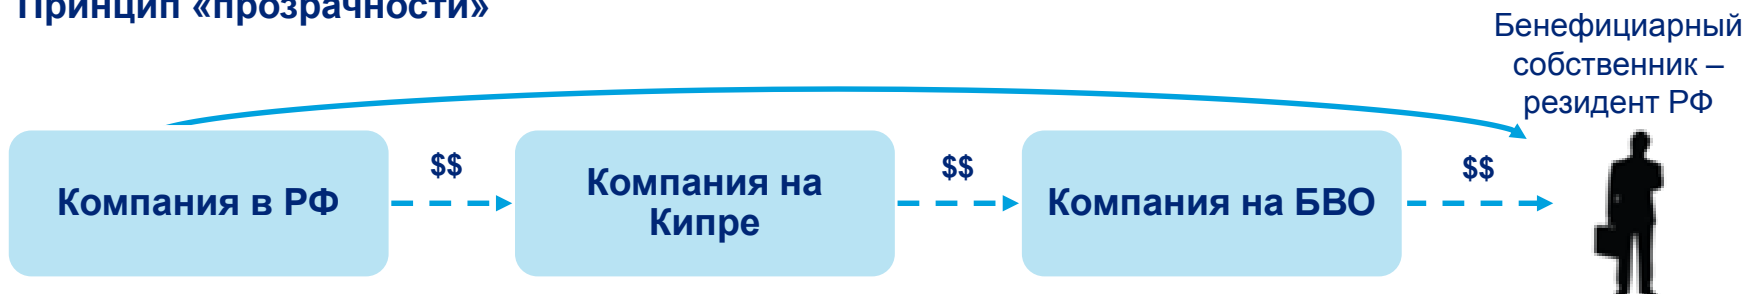 Принцип «прозрачности»
Бенефициарный
собственник –
резидент РФ
Компания в РФ
$$
Компания на
Кипре
$$
Компания на БВО
$$